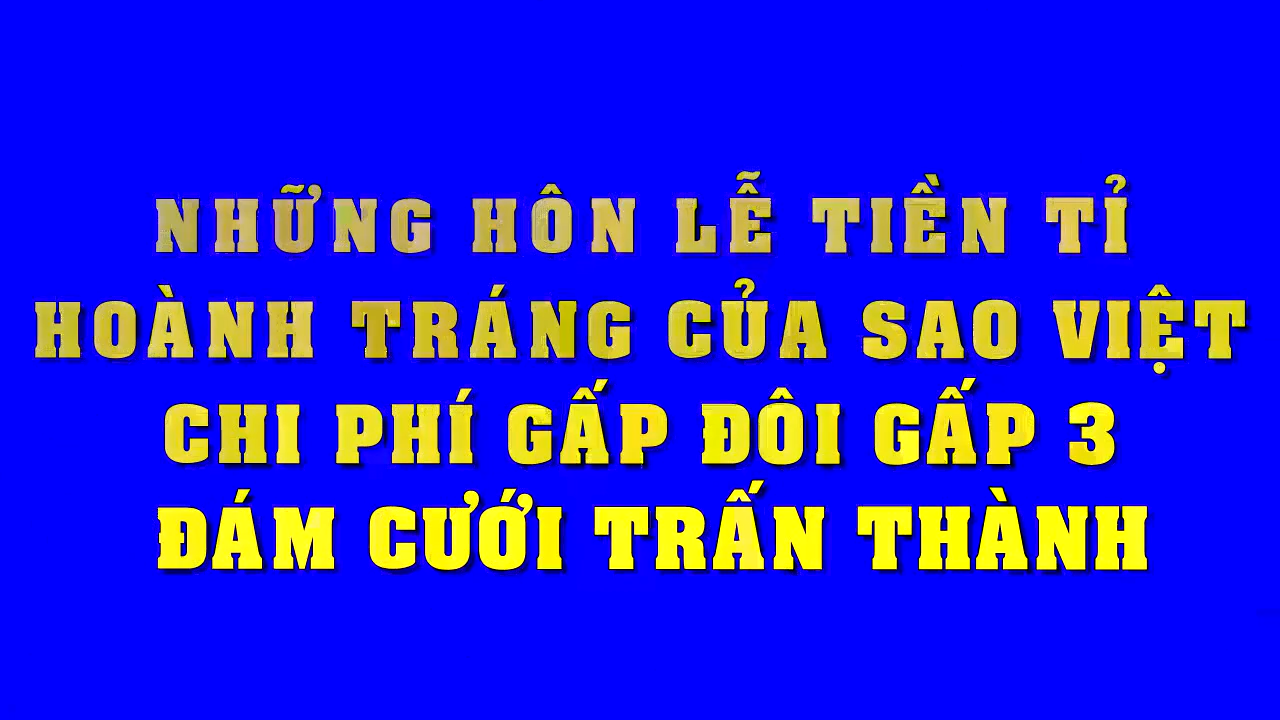 NHỮNG HÔN LỄ TIỀN TỈ
HOÀNH TRÁNG CỦA SAO VIỆT
CHI PHÍ GẤP ĐÔI GẤP 3
ĐÁM CƯỚI TRẤN THÀNH